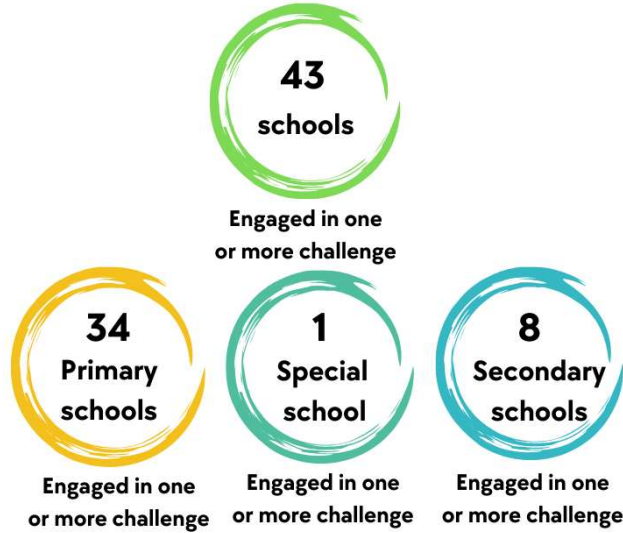 43
schools
Engaged in one
or more challenge
34
Primary
schools
Engaged in one
or more challenge
1
Special
school
Engaged in one
or more challenge
8
Secondary
schools
Engaged in one
or more challenge